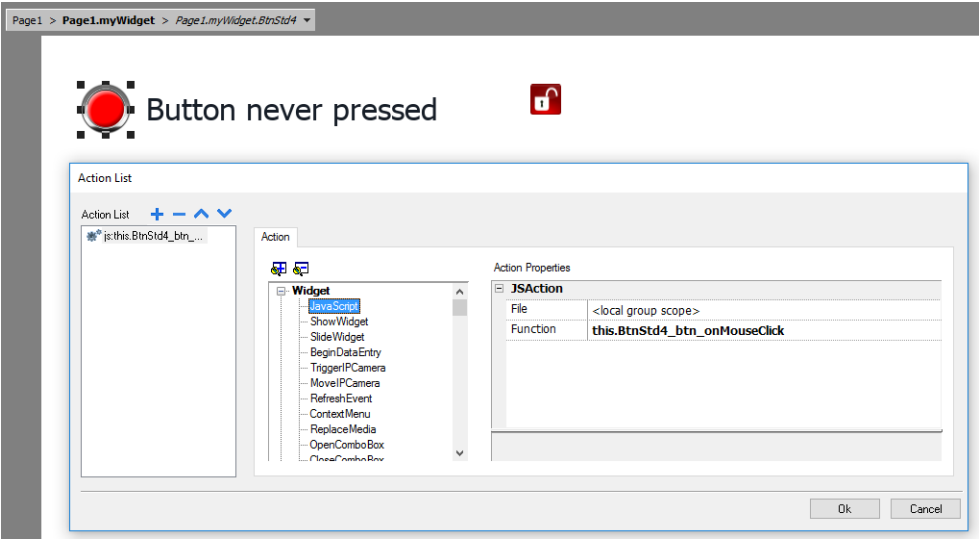 Page1 > Page1.myWidget > Page1.myWidget.BtnStd4
Button never pressed
Action List
Action List
js:this.BtnStd4_btn_...
Action
Widget
JavaScript
ShowWidget
SlideWidget
BeginDataEntry
TriggerIPCamera
MoveIPCamera
RefreshEvent
ContextMenu
ReplaceMedia
OpenComboBox
CloseComboBox
Action Properties
JSAction
File <local group scope>
Function this.BtnStd4_btn_onMouseClick
Ok Cancel